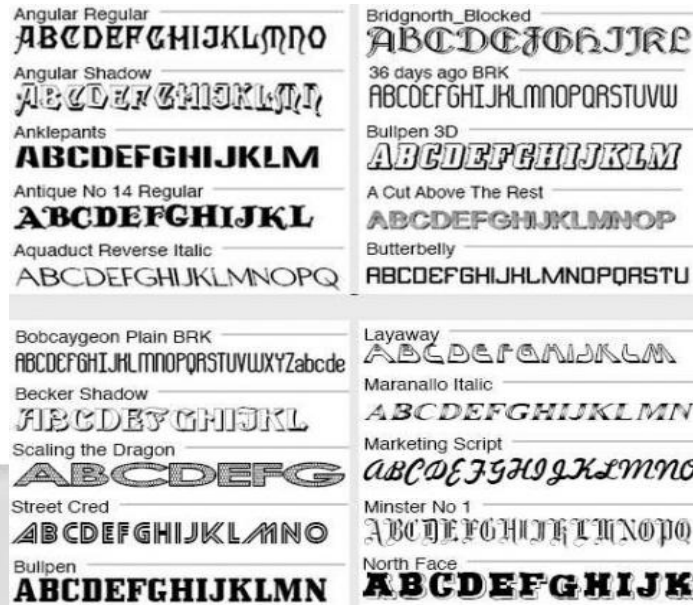 Angular Regular
ABCDEFGHIJKLMNO
Angular Shadow
ABCDEFGHIJKLMN
Anklepants
ABCDEFGHIJKLM
Antique No 14 Regular
ABCDEFGHIJKL
Aquaduct Reverse Italic
ABCDEFGHIJKLMNOPQ
Bridgnorth_Blocked
ABCDEFGHIJKL
36 days ago BRK
ABCDEFGHIJKLMNOPQRSTUVW
Bullpen 3D
ABCDEFGHIJKLM
A Cut Above The Rest
ABCDEFGHIJKLMNOP
Butterbelly
ABCDEFGHIJKLMNOPQRSTU
Bobcaygeon Plain BRK
ABCDEFGHIJKLMNOPQRSTUVWXYZabcde
Becker Shadow
ABCDEFGHIJKL
Scaling the Dragon
ABCDEFG
Street Cred
ABCDEFGHIJKLMNO
Bullpen
ABCDEFGHIJKLMN
Layaway
ABCDEFGHIJKLM
Maranallo Italic
ABCDEFGHIJKLMN
Marketing Script
ABCDEFGHIJKLMNO
Minster No 1
ABCDEFGHIJKLMNOPQ
North Face
ABCDEFGHIJK